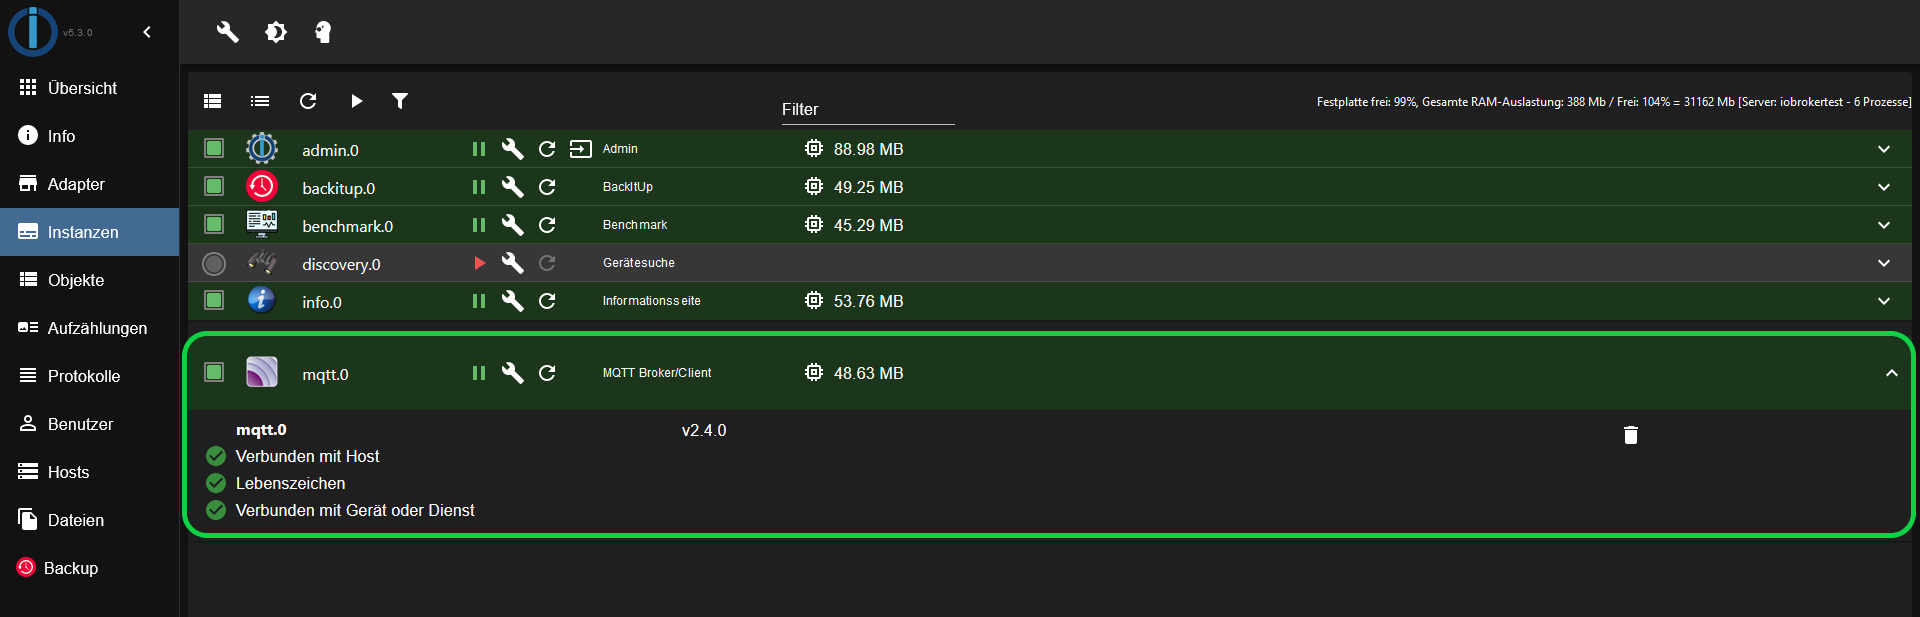 v5.3.0
Übersicht
Info
Adapter
Instanzen
Objekte
Aufzählungen
Protokolle
Benutzer
Hosts
Dateien
Backup
Filter
Festplatte frei: 99%, Gesamte RAM-Auslastung: 388 Mb / Frei: 104% = 31162 Mb [Server: iobrokertest - 6 Prozesse]
admin.0 Admin 88.98 MB
backitup.0 BackItUp 49.25 MB
benchmark.0 Benchmark 45.29 MB
discovery.0 Gerätesuche
info.0 Informationsseite 53.76 MB
mqtt.0 MQTT Broker/Client 48.63 MB
mqtt.0 v2.4.0
Verbunden mit Host
Lebenszeichen
Verbunden mit Gerät oder Dienst